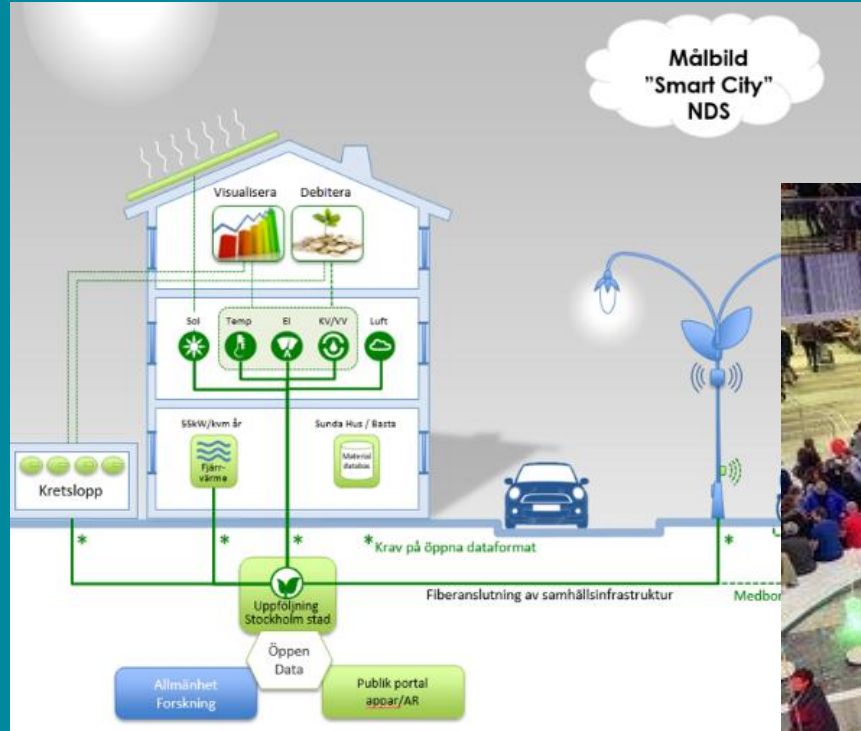 Målbild
"Smart City"
NDS
Visualisera
Debitera
Sol
Temp
El
KV/VV
Luft
55kW/kvm år
Sunda Hus / Basta
Fjärr-
värme
Material
databas
Kretslopp
*
*
*
*Krav på öppna dataformat
*
Fiberanslutning av samhällsinfrastruktur
Uppföljning
Stockholm stad
Öppen
Data
Allmänhet
Forskning
Publik portal
appar/AR